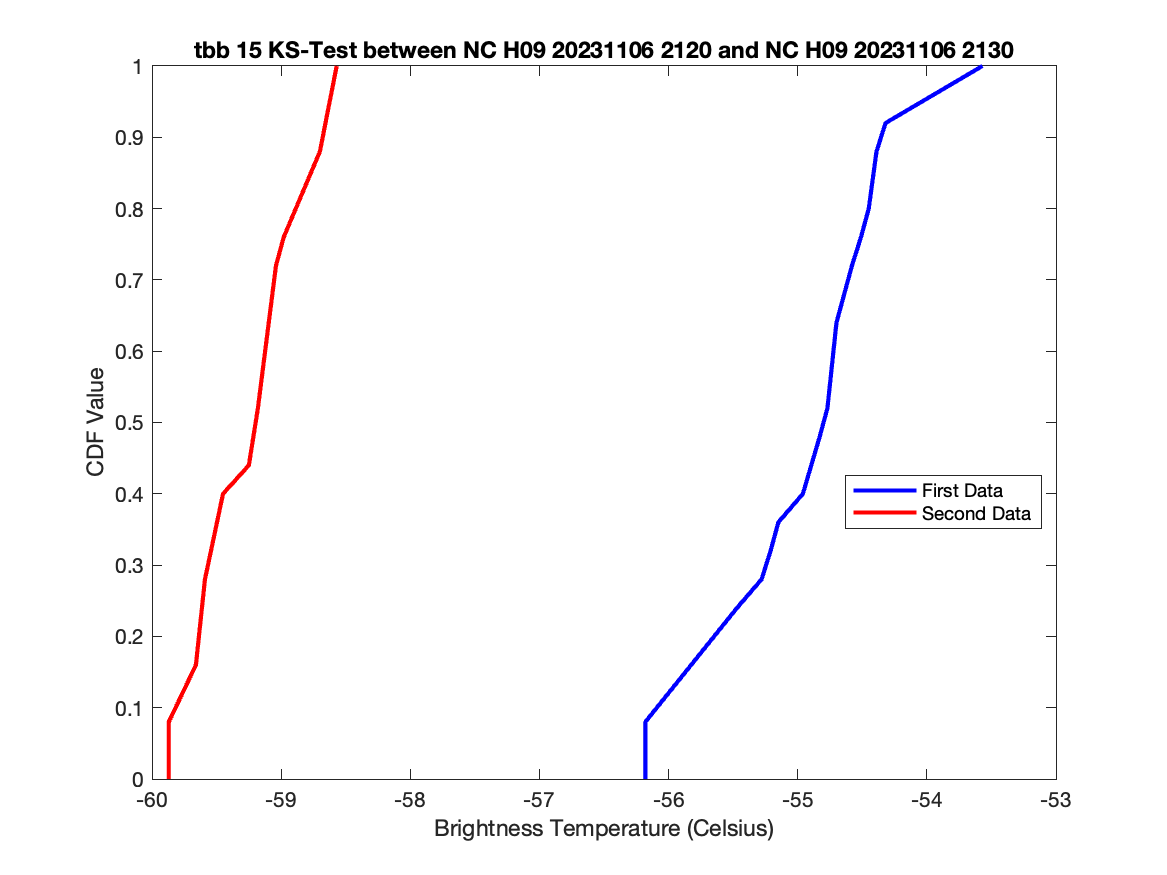 tbb 15 KS-Test between NC H09 20231106 2120 and NC H09 20231106 2130
1
0.9
0.8
0.7
0.6
0.5
0.4
0.3
0.2
0.1
0
CDF Value
First Data
Second Data
-60 -59 -58 -57 -56 -55 -54 -53
Brightness Temperature (Celsius)